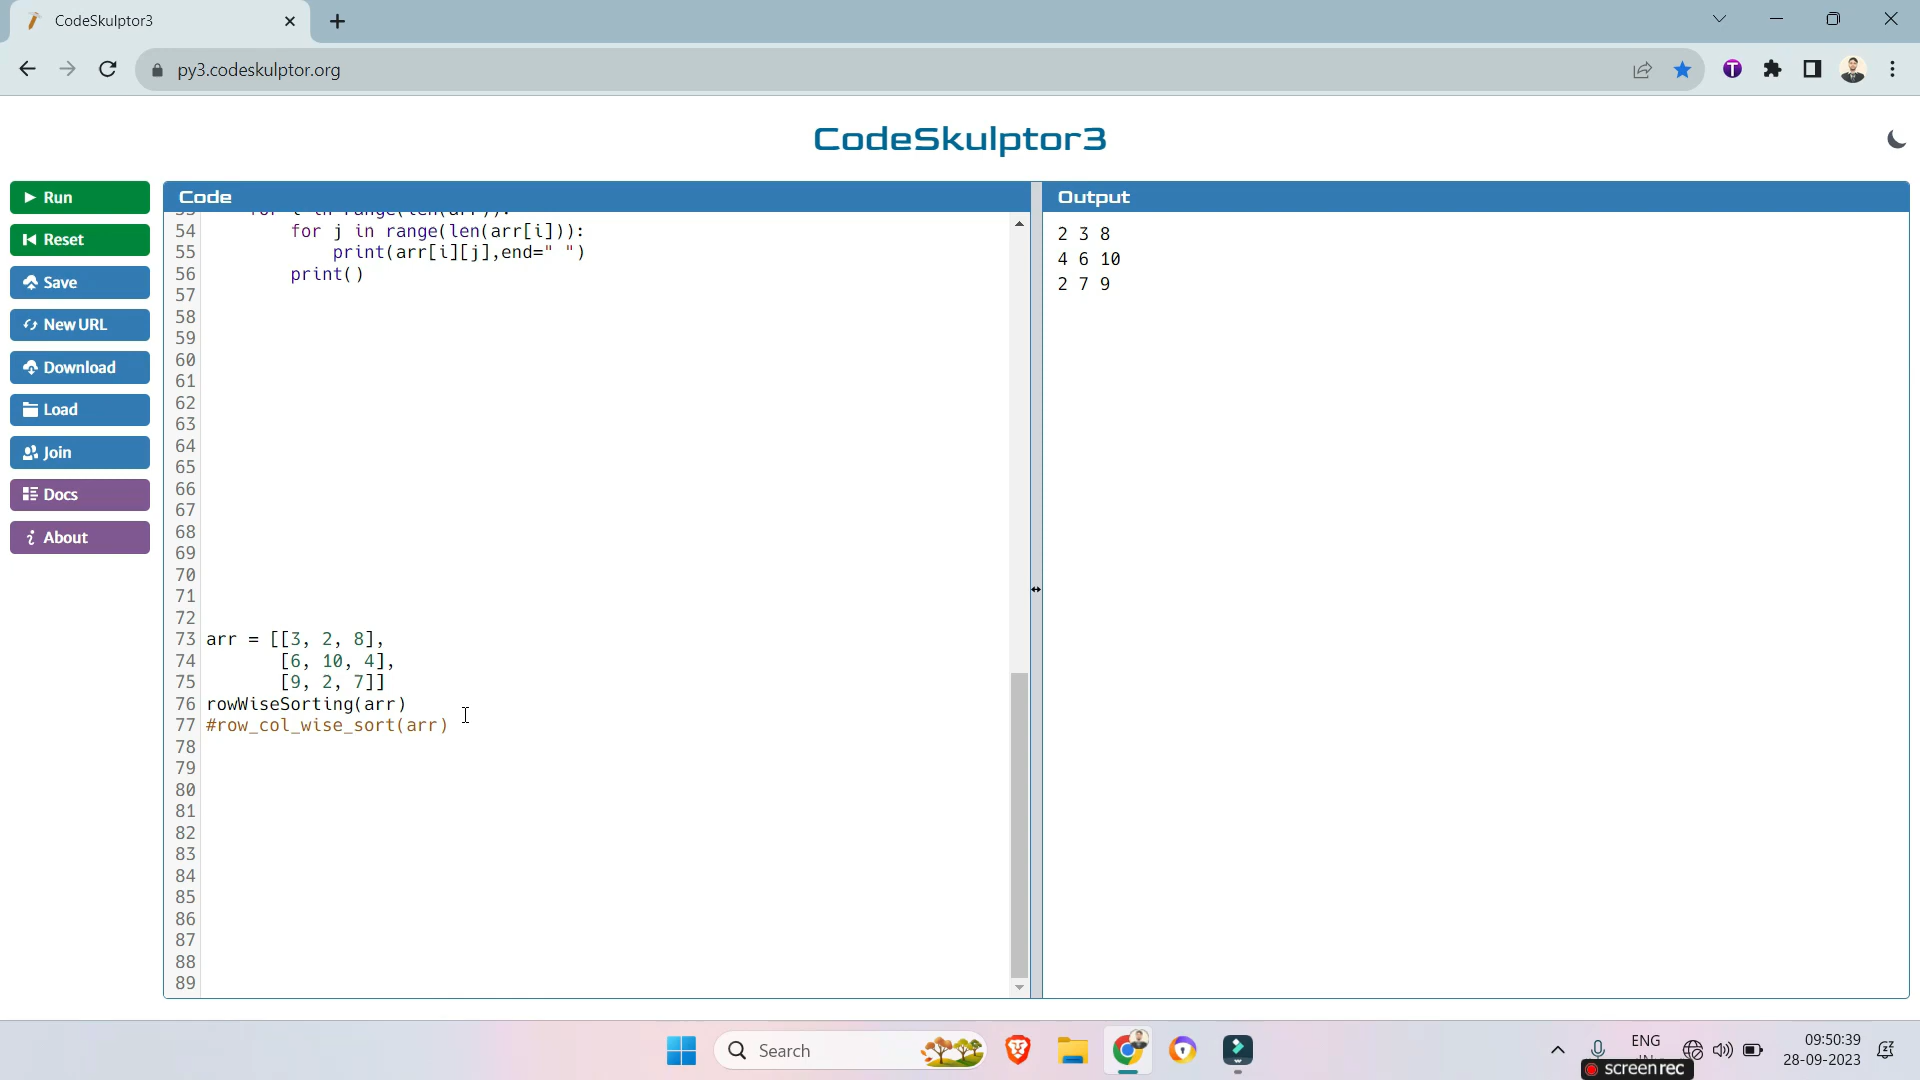 CodeSkulptor3
py3.codeskulptor.org
CodeSkulptor3
Run
Reset
Save
New URL
Download
Load
Join
Docs
About
Code
54 for j in range(len(arr[i])):
55 print(arr[i][j],end=" ")
56 print()
57
58
59
60
61
62
63
64
65
66
67
68
69
70
71
72
73 arr = [[3, 2, 8],
74 [6, 10, 4],
75 [9, 2, 7]]
76 rowWiseSorting(arr)
77 #row_col_wise_sort(arr)
78
79
80
81
82
83
84
85
86
87
88
89
Output
2 3 8
4 6 10
2 7 9
Search
ENG
09:50:39
28-09-2023
screenrec